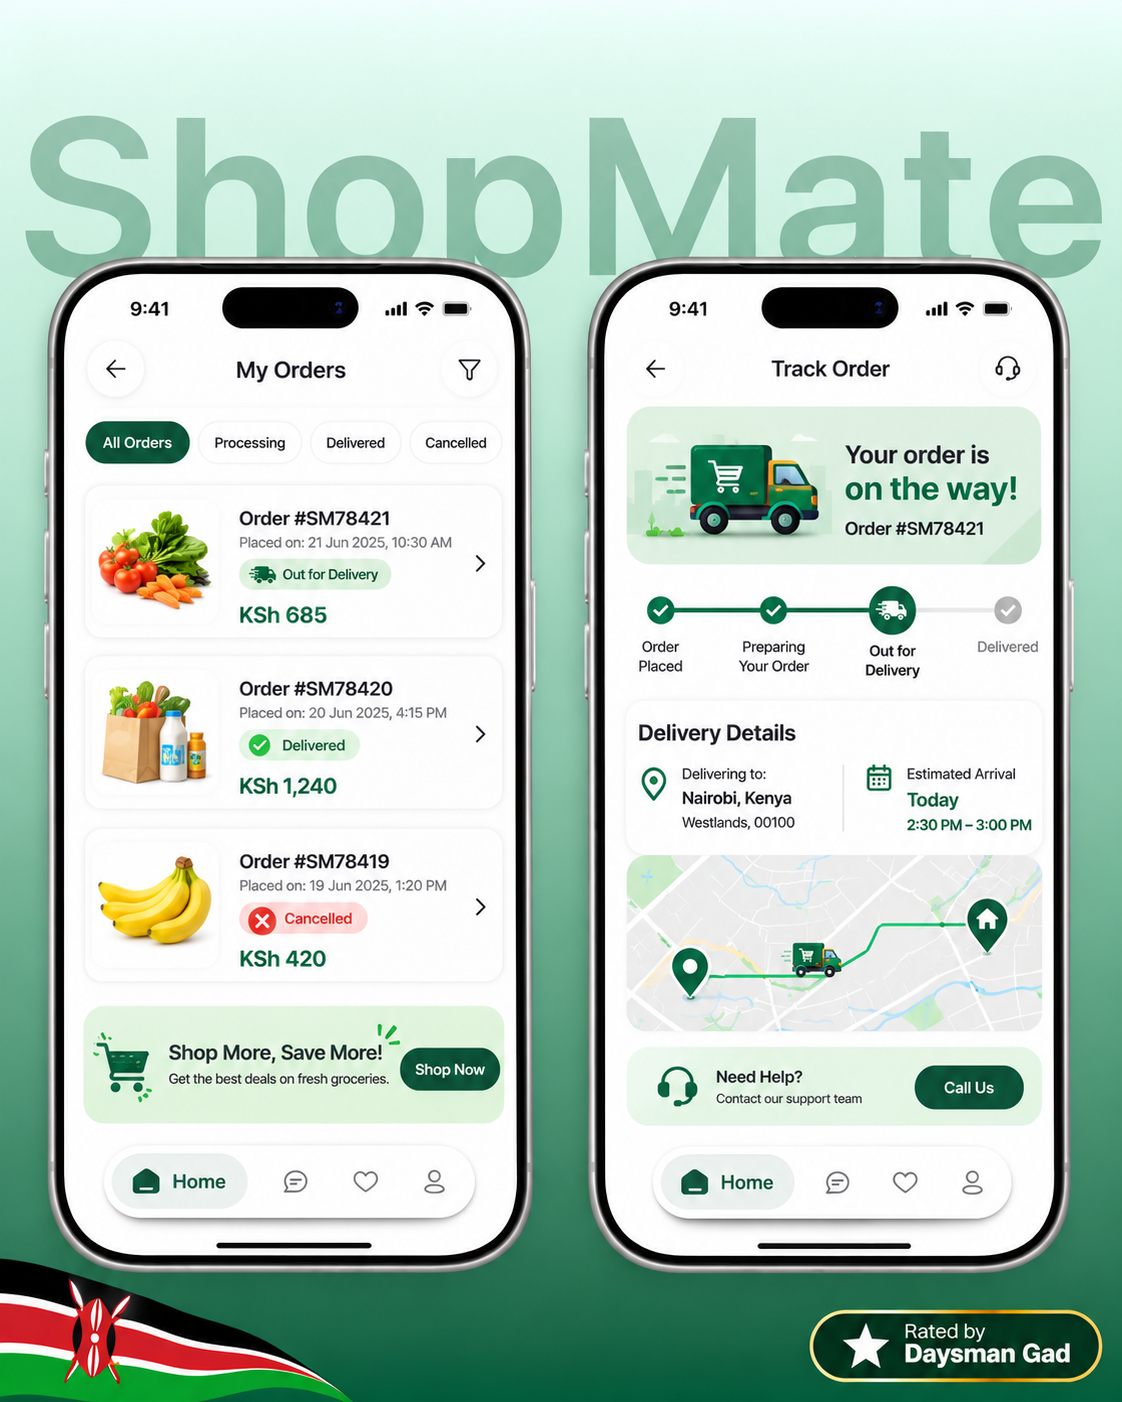 ShopMate
9:41
My Orders
All Orders
Processing
Delivered
Cancelled
Order #SM78421
Placed on: 21 Jun 2025, 10:30 AM
Out for Delivery
KSh 685
Order #SM78420
Placed on: 20 Jun 2025, 4:15 PM
Delivered
KSh 1,240
Order #SM78419
Placed on: 19 Jun 2025, 1:20 PM
Cancelled
KSh 420
Shop More, Save More!
Get the best deals on fresh groceries.
Shop Now
Home
9:41
Track Order
Your order is
on the way!
Order #SM78421
Order
Placed
Preparing
Your Order
Out for
Delivery
Delivered
Delivery Details
Delivering to:
Nairobi, Kenya
Westlands, 00100
Estimated Arrival
Today
2:30 PM – 3:00 PM
Need Help?
Contact our support team
Call Us
Home
Rated by
Daysman Gad